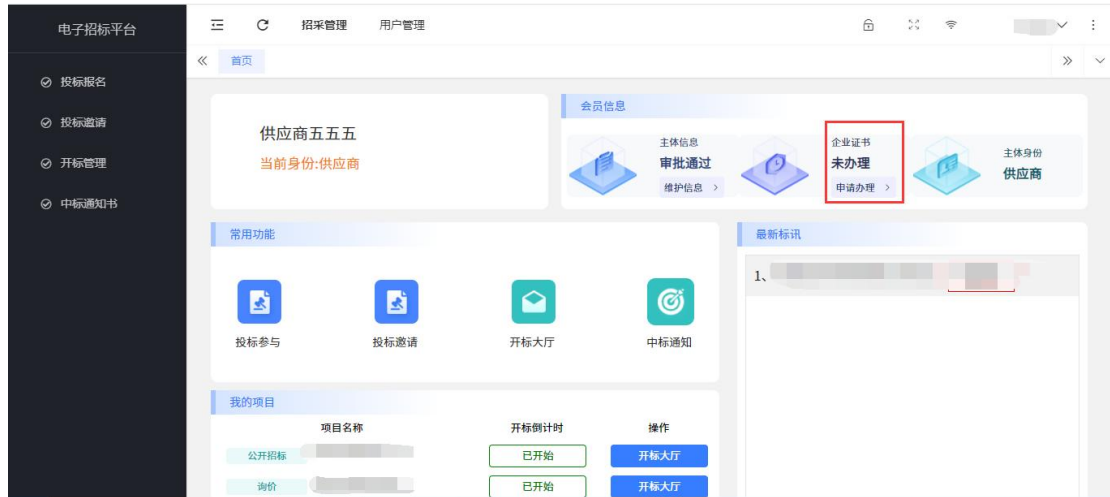 电子招标平台
招采管理
用户管理
首页
投标报名
投标邀请
开标管理
中标通知书
供应商五五五
当前身份:供应商
会员信息
主体信息
审批通过
维护信息 >
企业证书
未办理
申请办理 >
主体身份
供应商
常用功能
投标参与
投标邀请
开标大厅
中标通知
最新标讯
1、
我的项目
项目名称
开标倒计时
操作
公开招标
已开始
开标大厅
询价
已开始
开标大厅